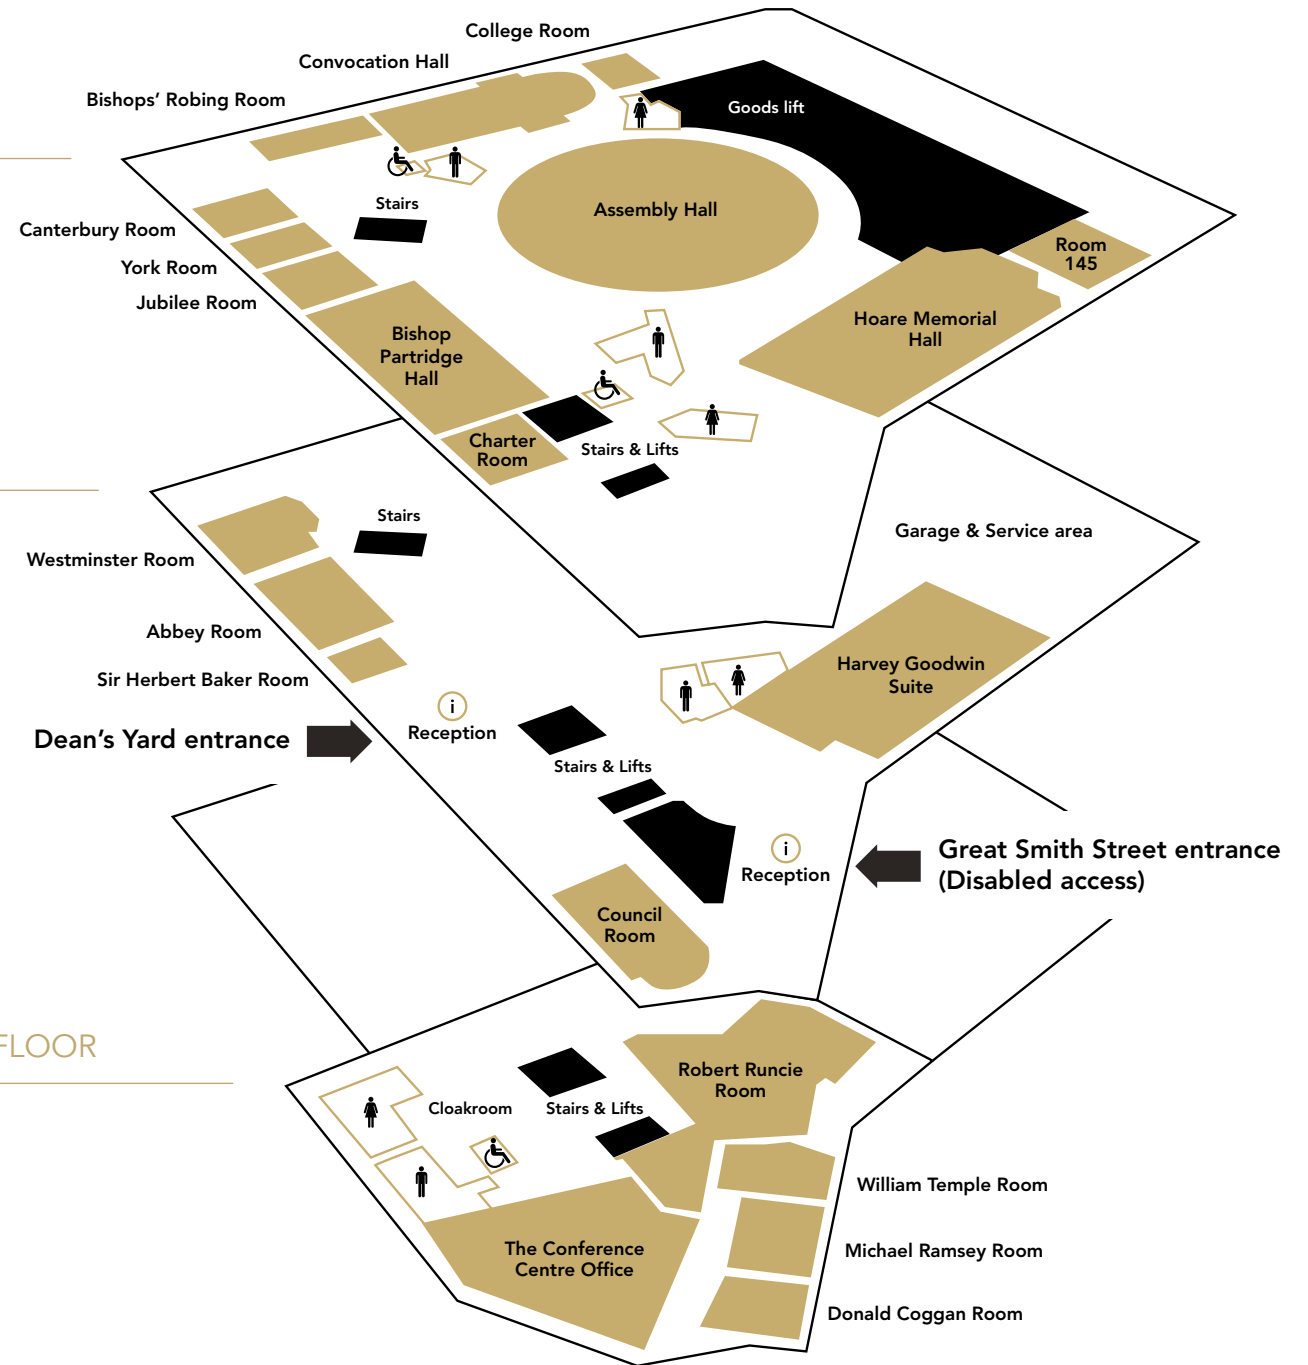 College Room
Convocation Hall
Bishops’ Robing Room
Goods lift
Stairs
Assembly Hall
Canterbury Room
York Room
Jubilee Room
Room
145
Bishop
Partridge
Hall
Hoare Memorial
Hall
Charter
Room
Stairs & Lifts
Stairs
Westminster Room
Garage & Service area
Abbey Room
Sir Herbert Baker Room
Harvey Goodwin
Suite
i
Reception
Dean’s Yard entrance
Stairs & Lifts
i
Reception
Great Smith Street entrance
(Disabled access)
Council
Room
FLOOR
Robert Runcie
Room
Cloakroom
Stairs & Lifts
William Temple Room
The Conference
Centre Office
Michael Ramsey Room
Donald Coggan Room